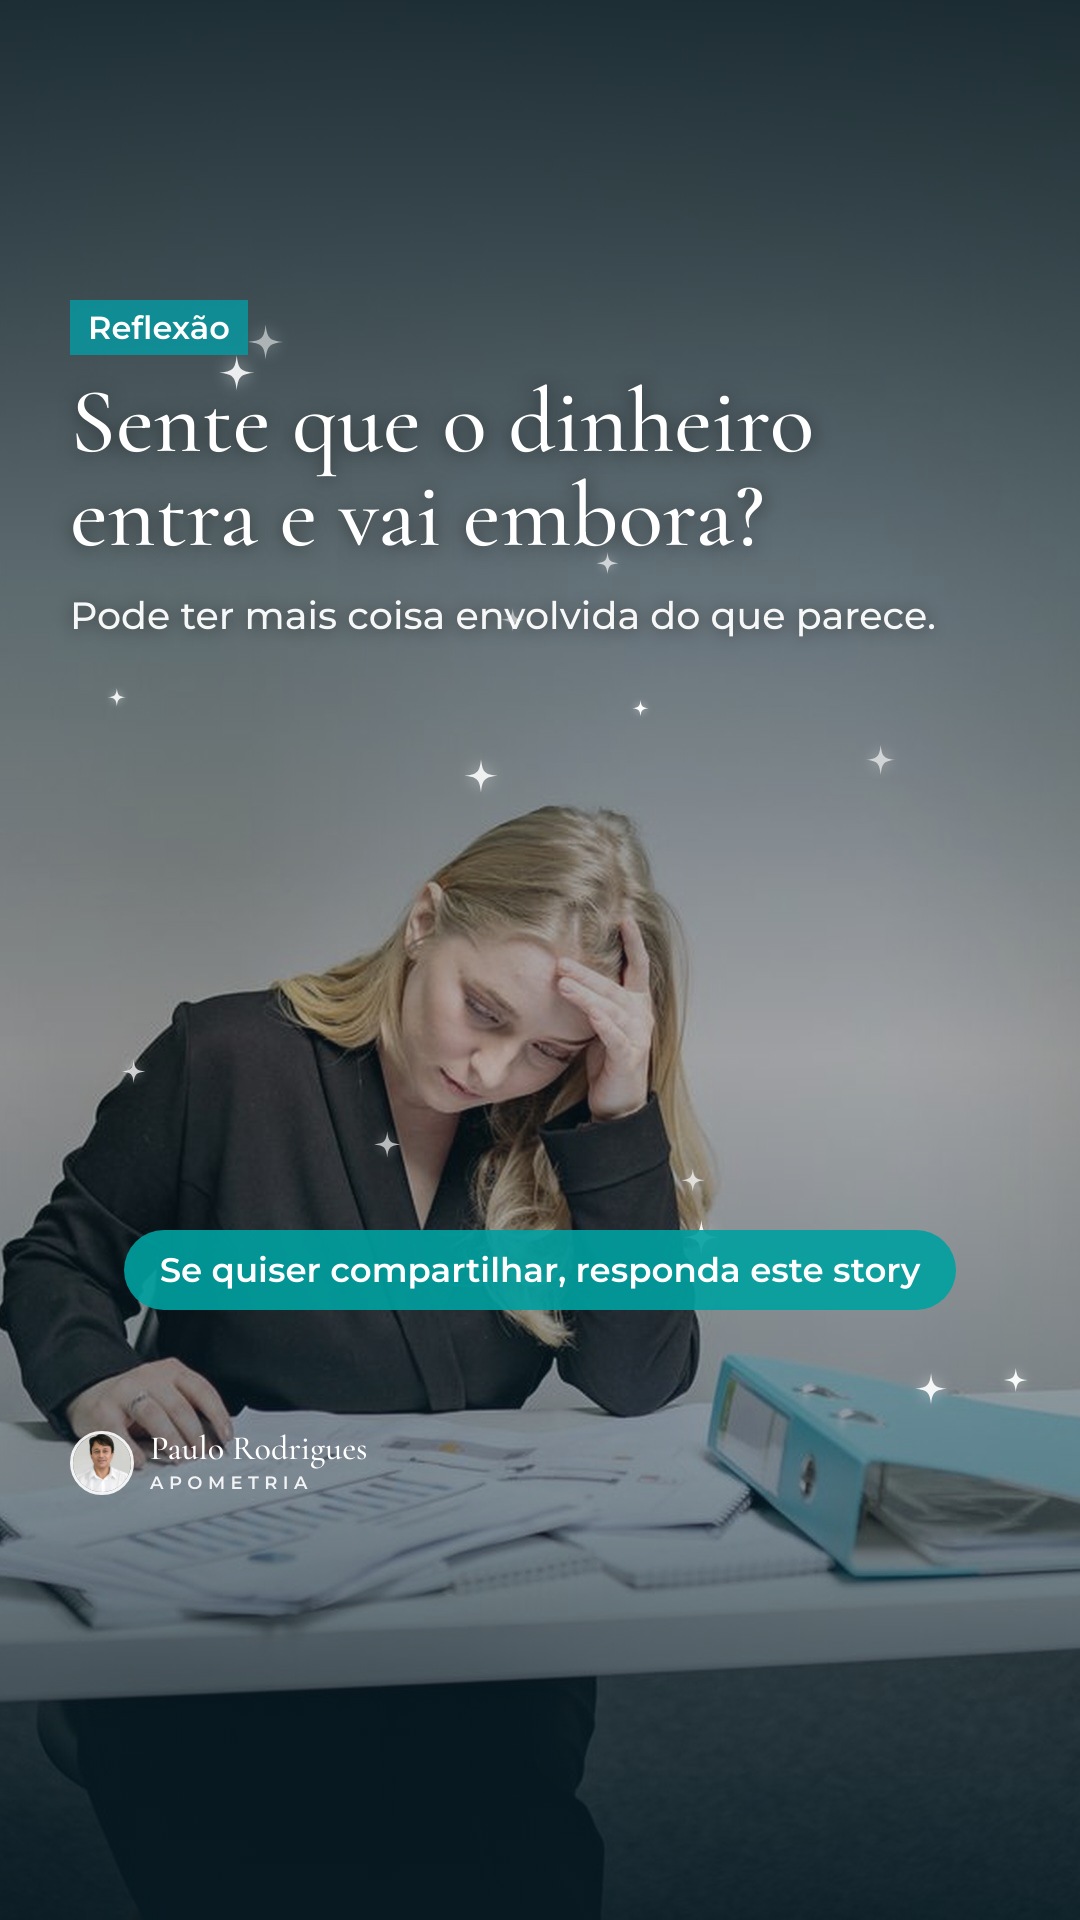 Reflexão
Sente que o dinheiro
entra e vai embora?
Pode ter mais coisa envolvida do que parece.
Se quiser compartilhar, responda este story
Paulo Rodrigues
APOMETRIA